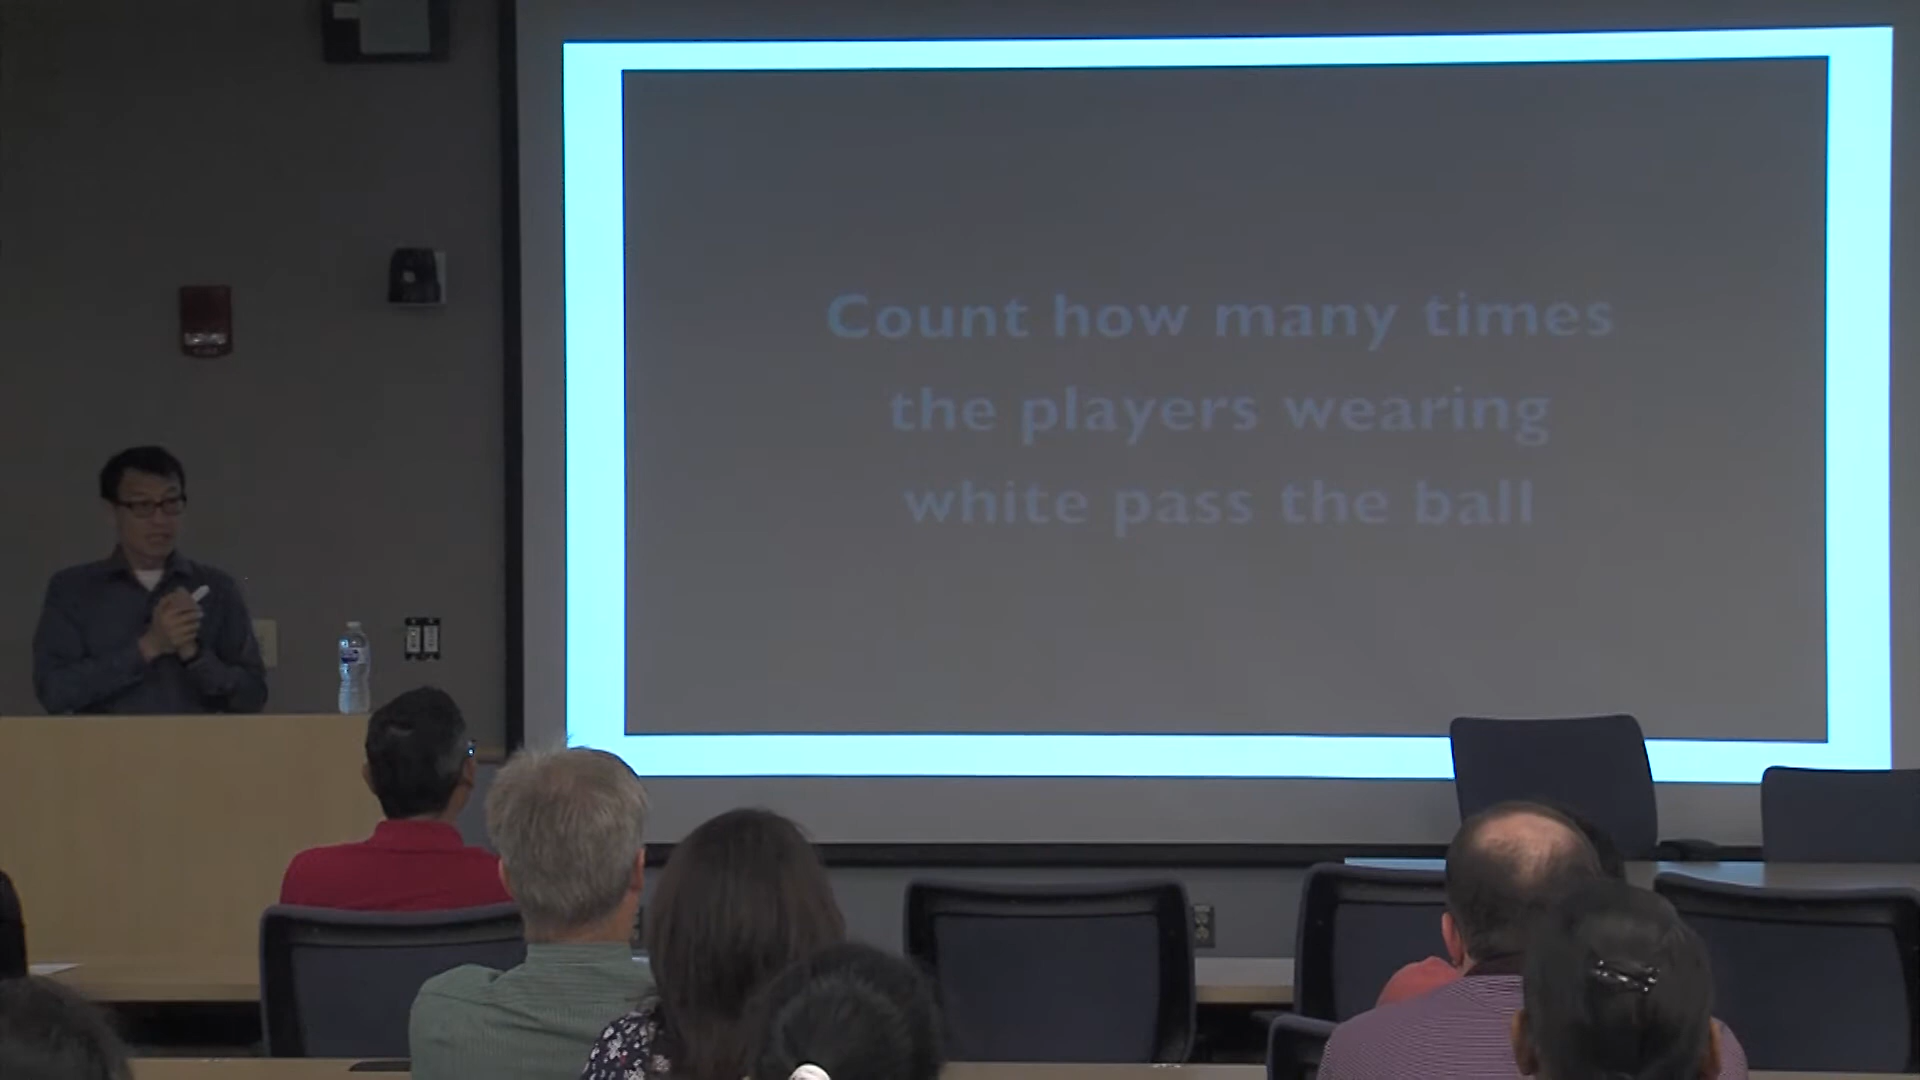 Count how many times
the players wearing
white pass the ball